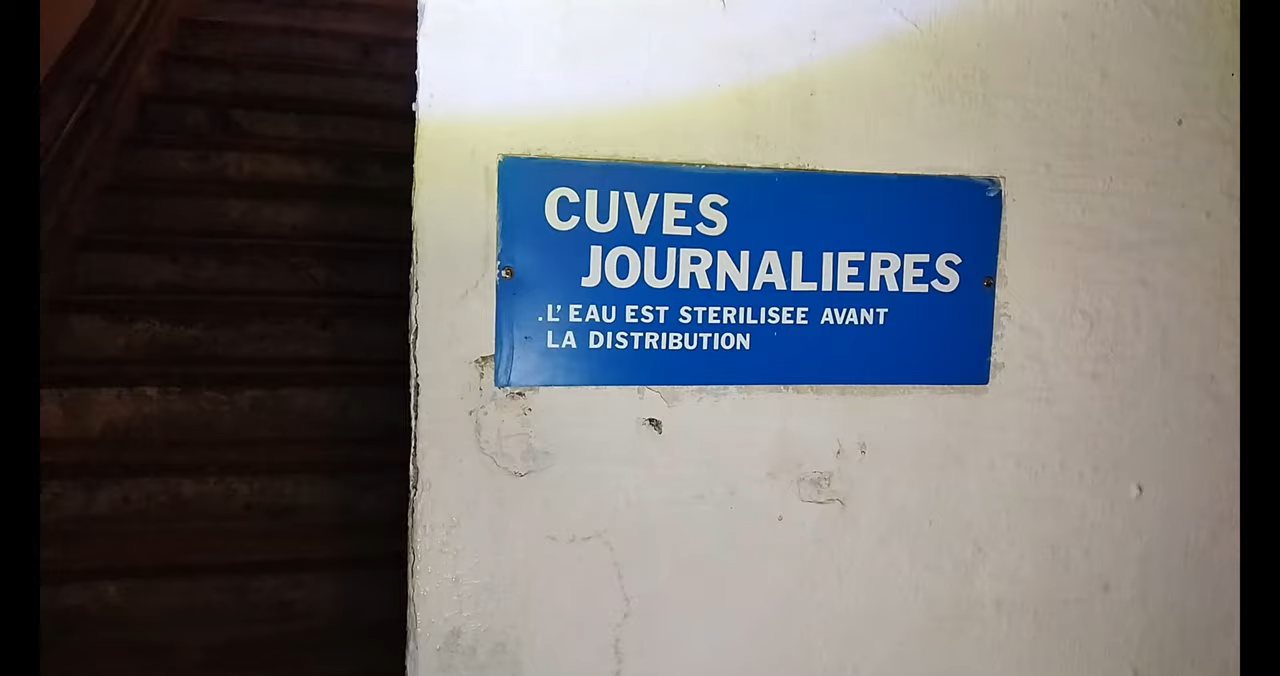 CUVES
JOURNALIERES
.L'EAU EST STERILISEE AVANT
LA DISTRIBUTION